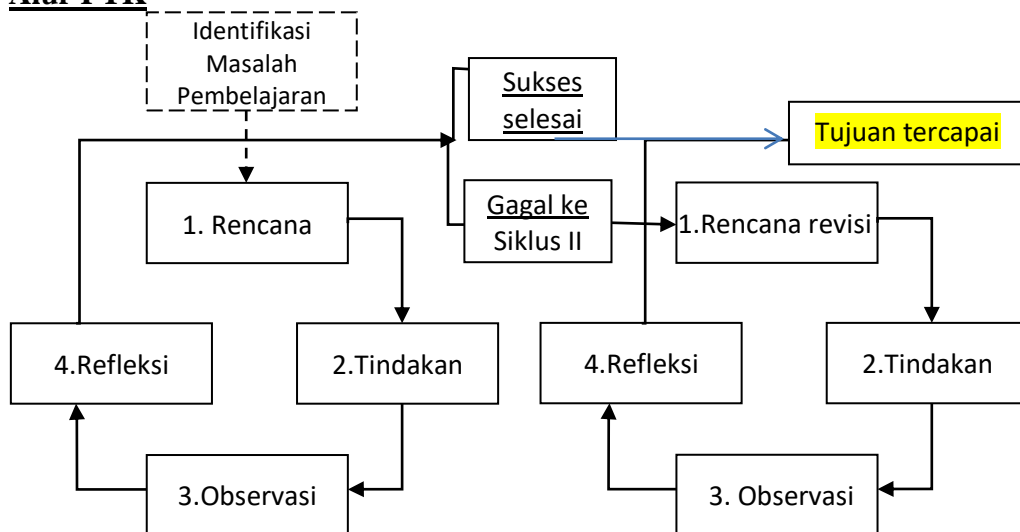 Identifikasi
Masalah
Pembelajaran
Sukses
selesai
Tujuan tercapai
1. Rencana
Gagal ke
Siklus II
1.Rencana revisi
4.Refleksi
2.Tindakan
4.Refleksi
2.Tindakan
3.Observasi
3. Observasi